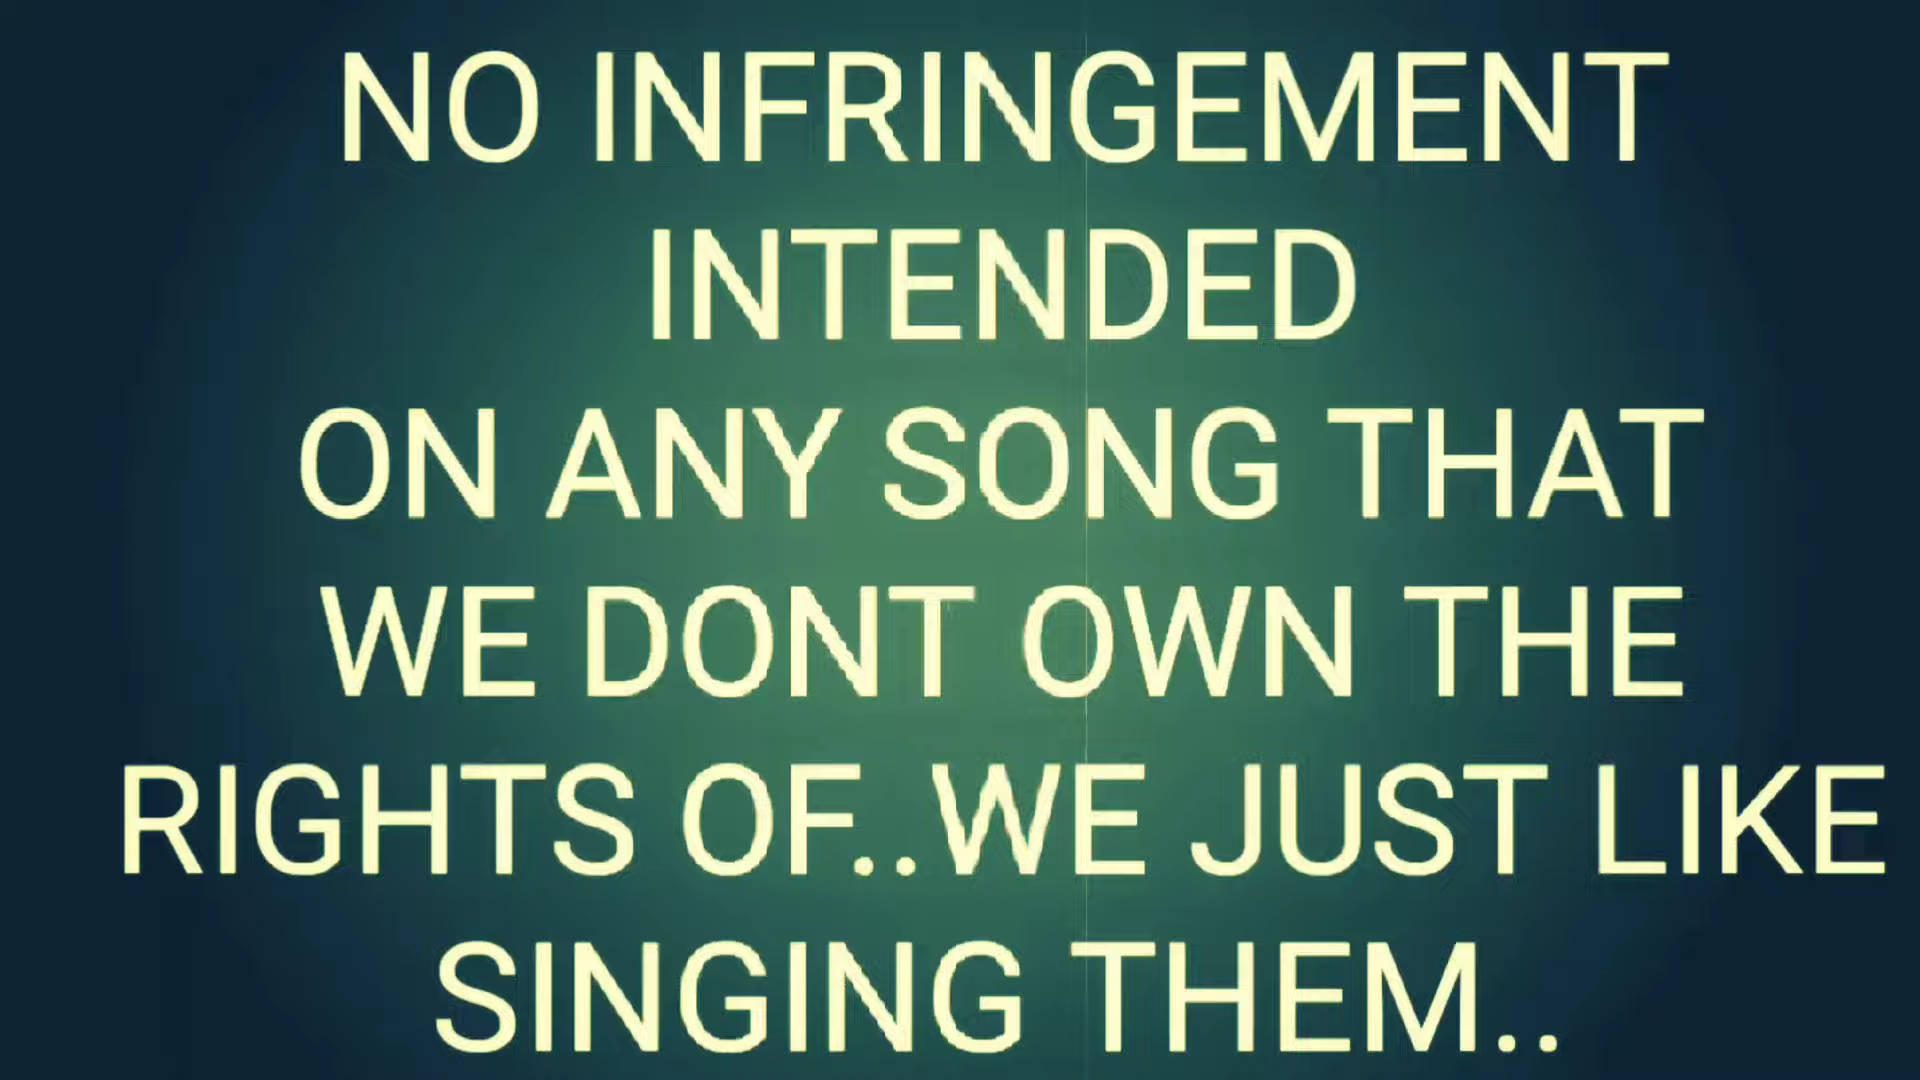 NO INFRINGEMENT
INTENDED
ON ANY SONG THAT
WE DONT OWN THE
RIGHTS OF..WE JUST LIKE
SINGING THEM..